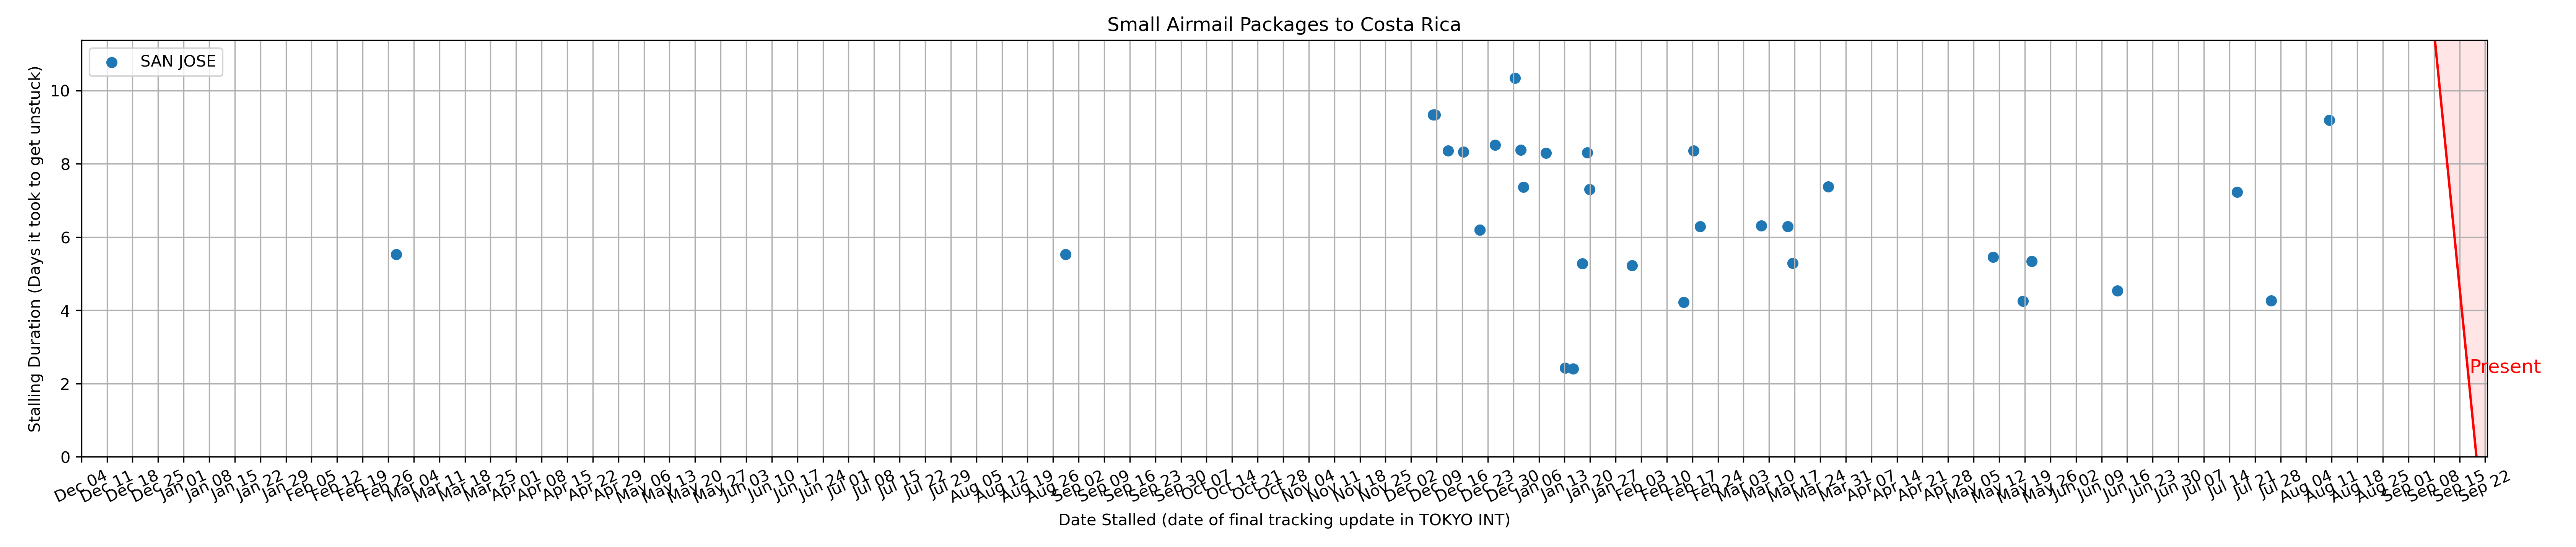 Small Airmail Packages to Costa Rica
SAN JOSE
Stalling Duration (Days it took to get unstuck)
10
8
6
4
2
0
Present
Dec 04 Dec 11 Dec 18 Dec 25 Jan 01 Jan 08 Jan 15 Jan 22 Jan 29 Feb 05 Feb 12 Feb 19 Feb 26 Mar 04 Mar 11 Mar 18 Mar 25 Apr 01 Apr 08 Apr 15 Apr 22 Apr 29 May 06 May 13 May 20 May 27 Jun 03 Jun 10 Jun 17 Jun 24 Jul 01 Jul 08 Jul 15 Jul 22 Jul 29 Aug 05 Aug 12 Aug 19 Aug 26 Sep 02 Sep 09 Sep 16 Sep 23 Sep 30 Oct 07 Oct 14 Oct 21 Oct 28 Nov 04 Nov 11 Nov 18 Nov 25 Dec 02 Dec 09 Dec 16 Dec 23 Dec 30 Jan 06 Jan 13 Jan 20 Jan 27 Feb 03 Feb 10 Feb 17 Feb 24 Mar 03 Mar 10 Mar 17 Mar 24 Mar 31 Apr 07 Apr 14 Apr 21 Apr 28 May 05 May 12 May 19 May 26 Jun 02 Jun 09 Jun 16 Jun 23 Jun 30 Jul 07 Jul 14 Jul 21 Jul 28 Aug 04 Aug 11 Aug 18 Aug 25 Sep 01 Sep 08 Sep 15 Sep 22
Date Stalled (date of final tracking update in TOKYO INT)